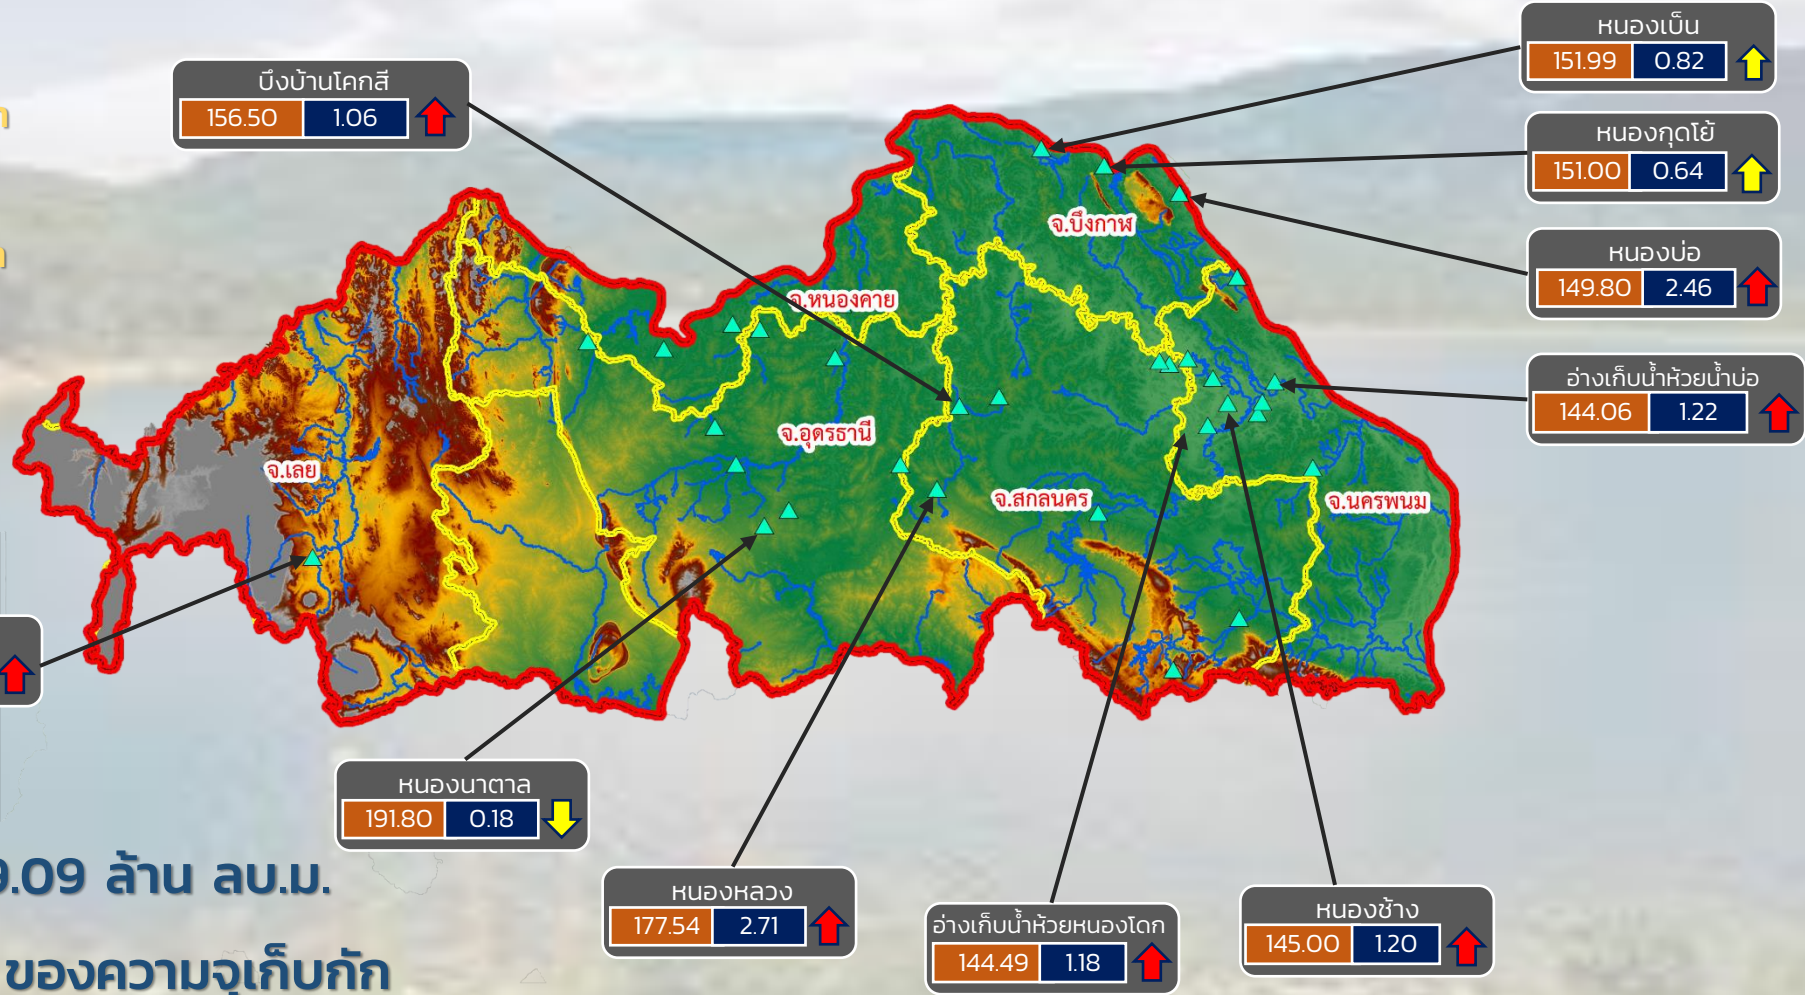 หนองเบ็น
151.99 0.82
บึงบ้านโคกสี
156.50 1.06
หนองกุดโย้
151.00 0.64
จ.บึงกาฬ
หนองบ่อ
149.80 2.46
จ.หนองคาย
อ่างเก็บน้ำห้วยน้ำบ่อ
144.06 1.22
จ.อุดรธานี
จ.เลย
จ.สกลนคร
จ.นครพนม
หนองนาตาล
191.80 0.18
9.09 ล้าน ลบ.ม.
หนองหลวง
177.54 2.71
อ่างเก็บน้ำห้วยหนองโดก
144.49 1.18
หนองช้าง
145.00 1.20
ของความจุเก็บกัก